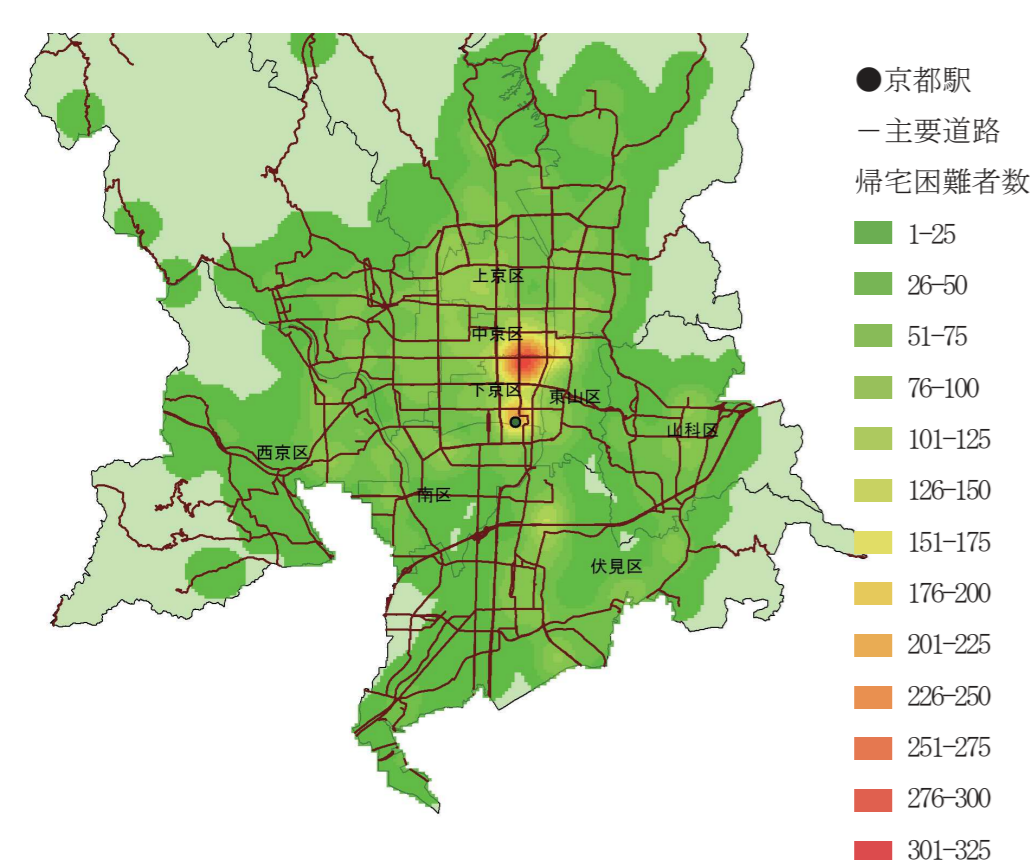 上京区
中京区
下京区
東山区
山科区
西京区
南区
伏見区
●京都駅
－主要道路
帰宅困難者数
1-25
26-50
51-75
76-100
101-125
126-150
151-175
176-200
201-225
226-250
251-275
276-300
301-325